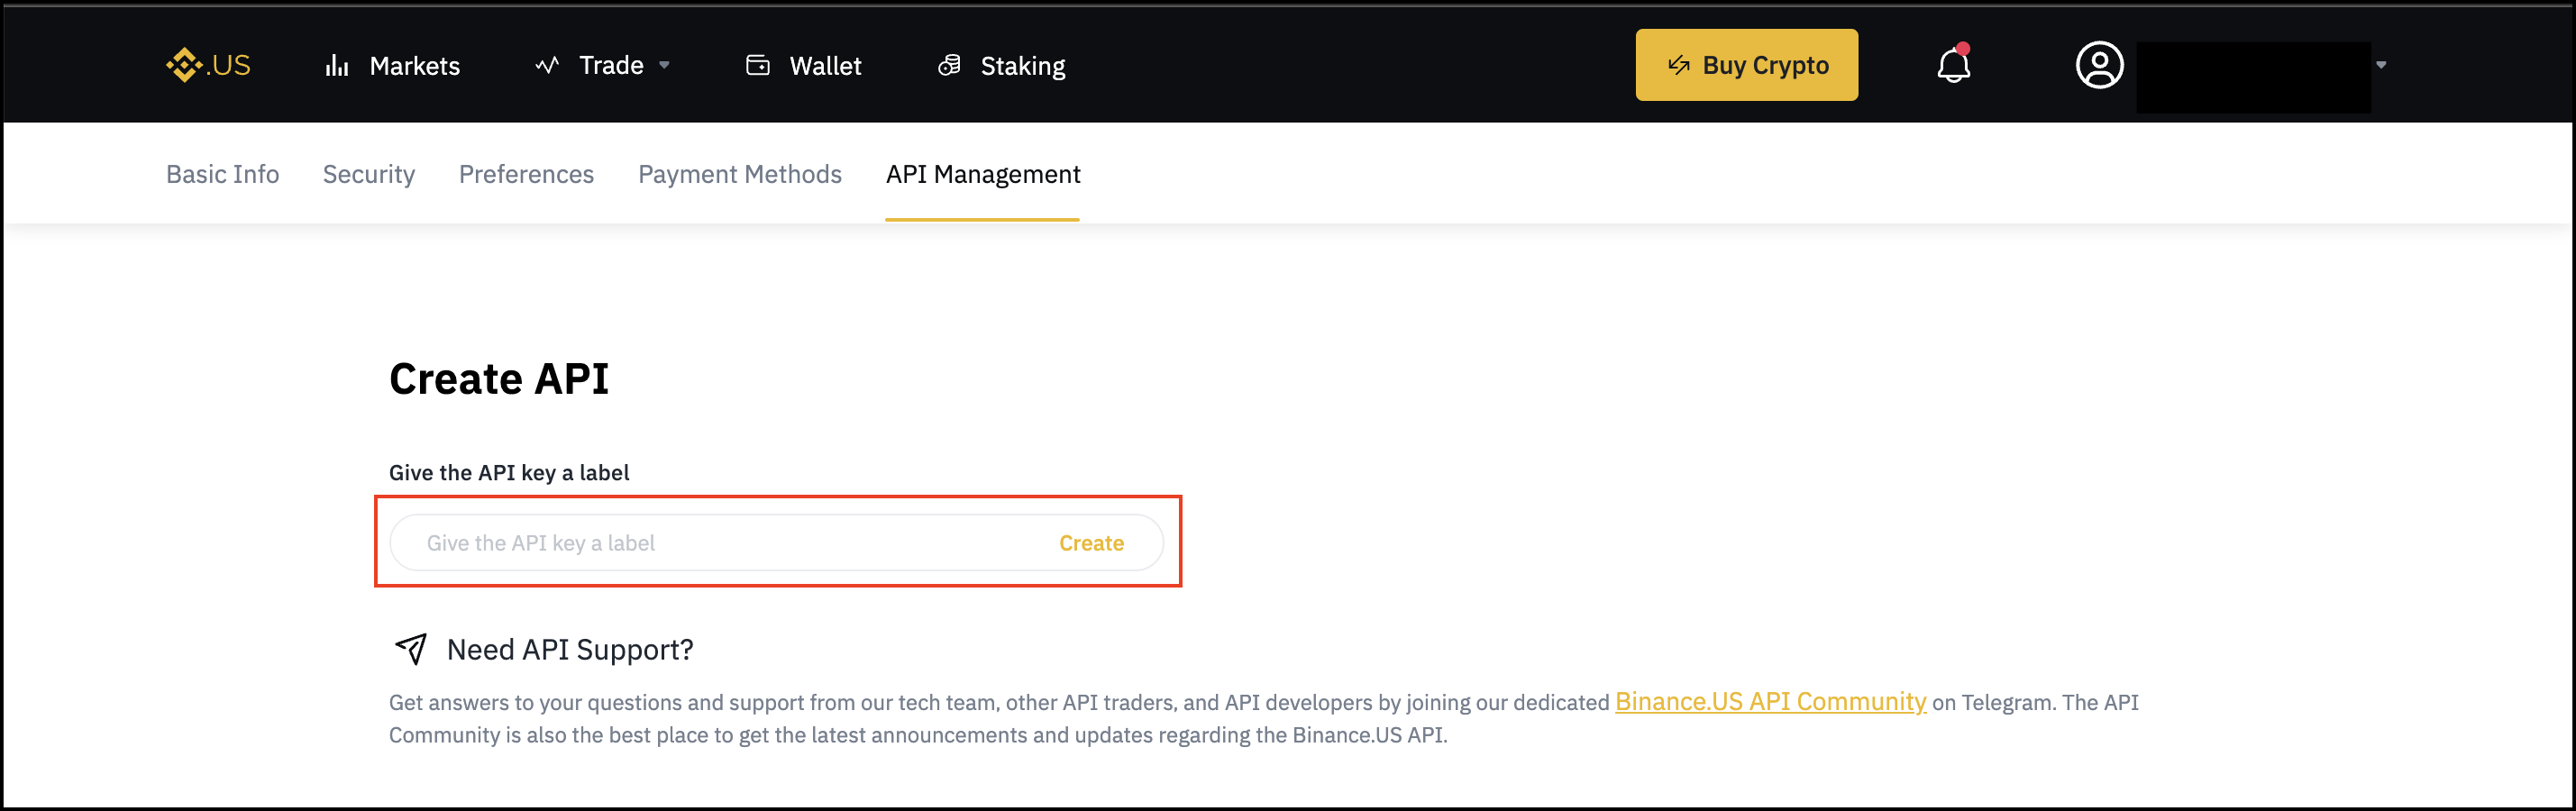 .US Markets Trade Wallet Staking Buy Crypto
Basic Info Security Preferences Payment Methods API Management
Create API
Give the API key a label
Give the API key a label Create
Need API Support?
Get answers to your questions and support from our tech team, other API traders, and API developers by joining our dedicated Binance.US API Community on Telegram. The API
Community is also the best place to get the latest announcements and updates regarding the Binance.US API.